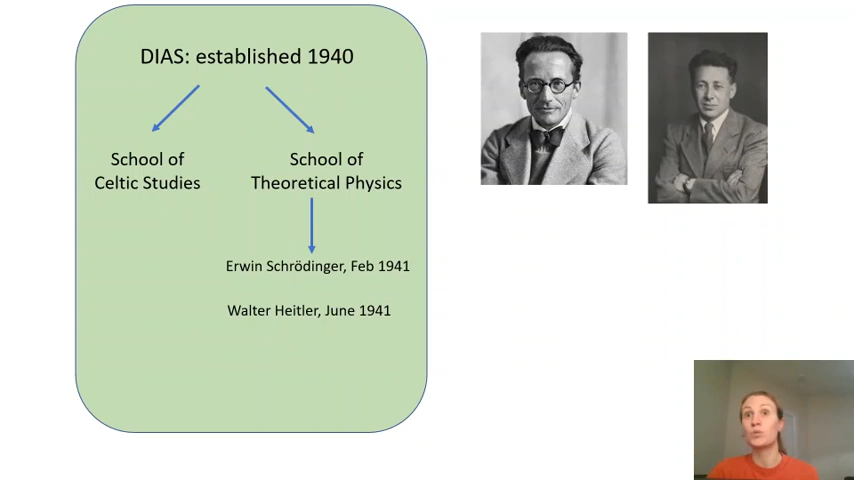 DIAS: established 1940
School of
Celtic Studies
School of
Theoretical Physics
Erwin Schrödinger, Feb 1941
Walter Heitler, June 1941